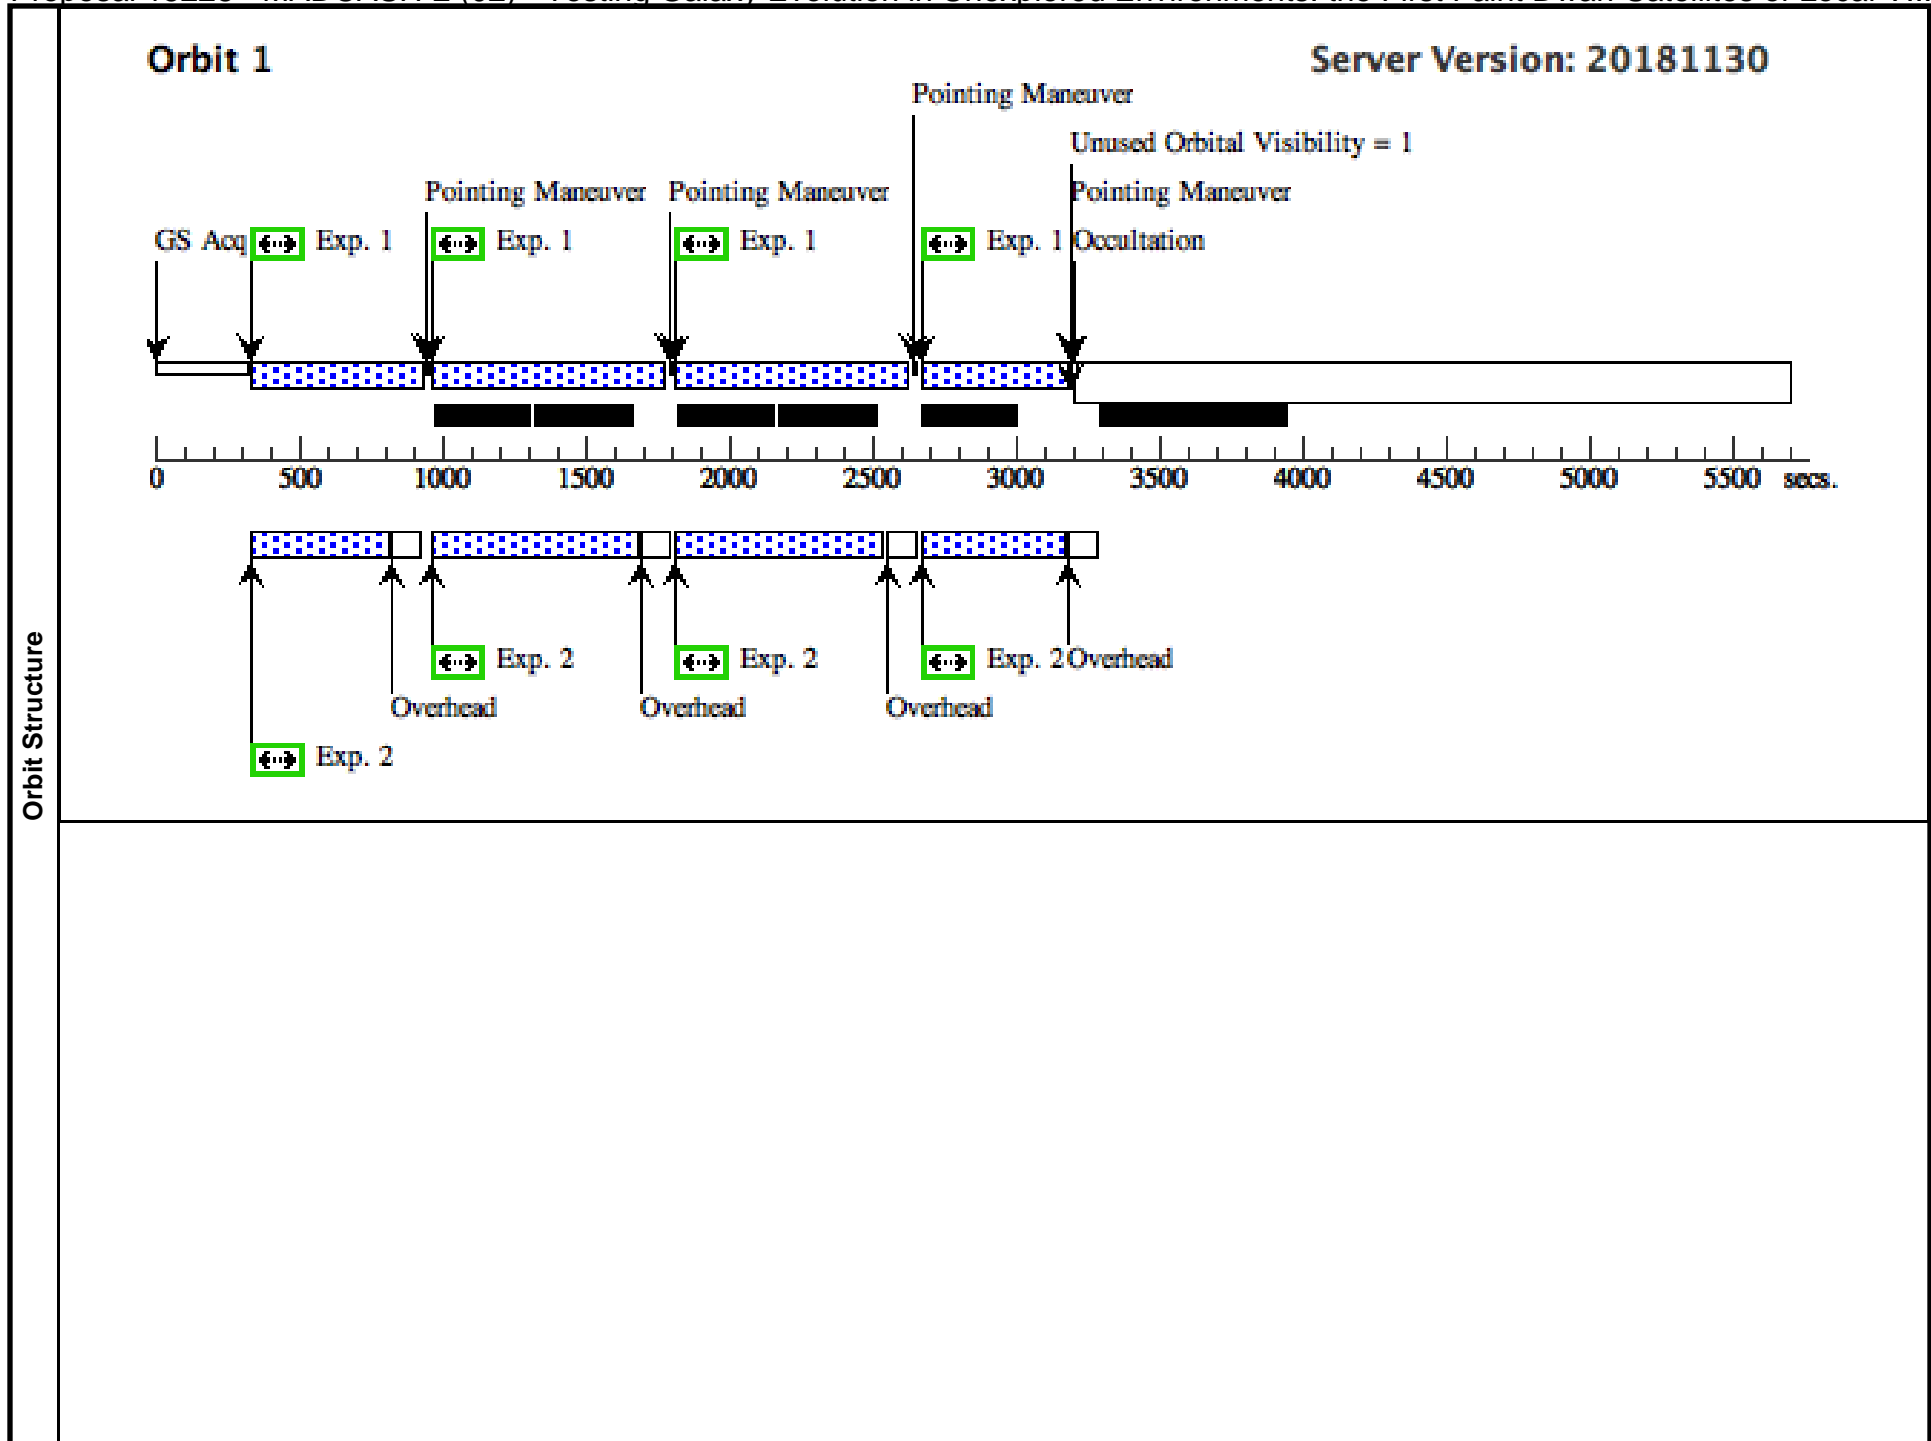 Orbit 1
Server Version: 20181130
Pointing Maneuver
Unused Orbital Visibility = 1
Pointing Maneuver Pointing Maneuver Pointing Maneuver
GS Acq Exp. 1 Exp. 1 Exp. 1 Exp. 1 Occultation
0 500 1000 1500 2000 2500 3000 3500 4000 4500 5000 5500 secs.
Exp. 2 Exp. 2 Exp. 2 Overhead
Overhead Overhead Overhead
Exp. 2
Orbit Structure